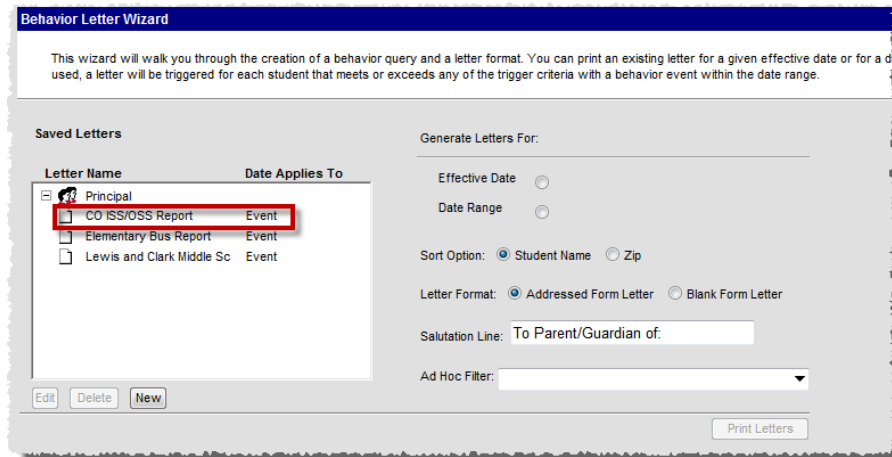 Behavior Letter Wizard
This wizard will walk you through the creation of a behavior query and a letter format. You can print an existing letter for a given effective date or for a d
used, a letter will be triggered for each student that meets or exceeds any of the trigger criteria with a behavior event within the date range.
Saved Letters
Letter Name Date Applies To
Principal
CO ISS/OSS Report Event
Elementary Bus Report Event
Lewis and Clark Middle Sc Event
Edit Delete New
Generate Letters For:
Effective Date
Date Range
Sort Option: Student Name Zip
Letter Format: Addressed Form Letter Blank Form Letter
Salutation Line: To Parent/Guardian of:
Ad Hoc Filter:
Print Letters